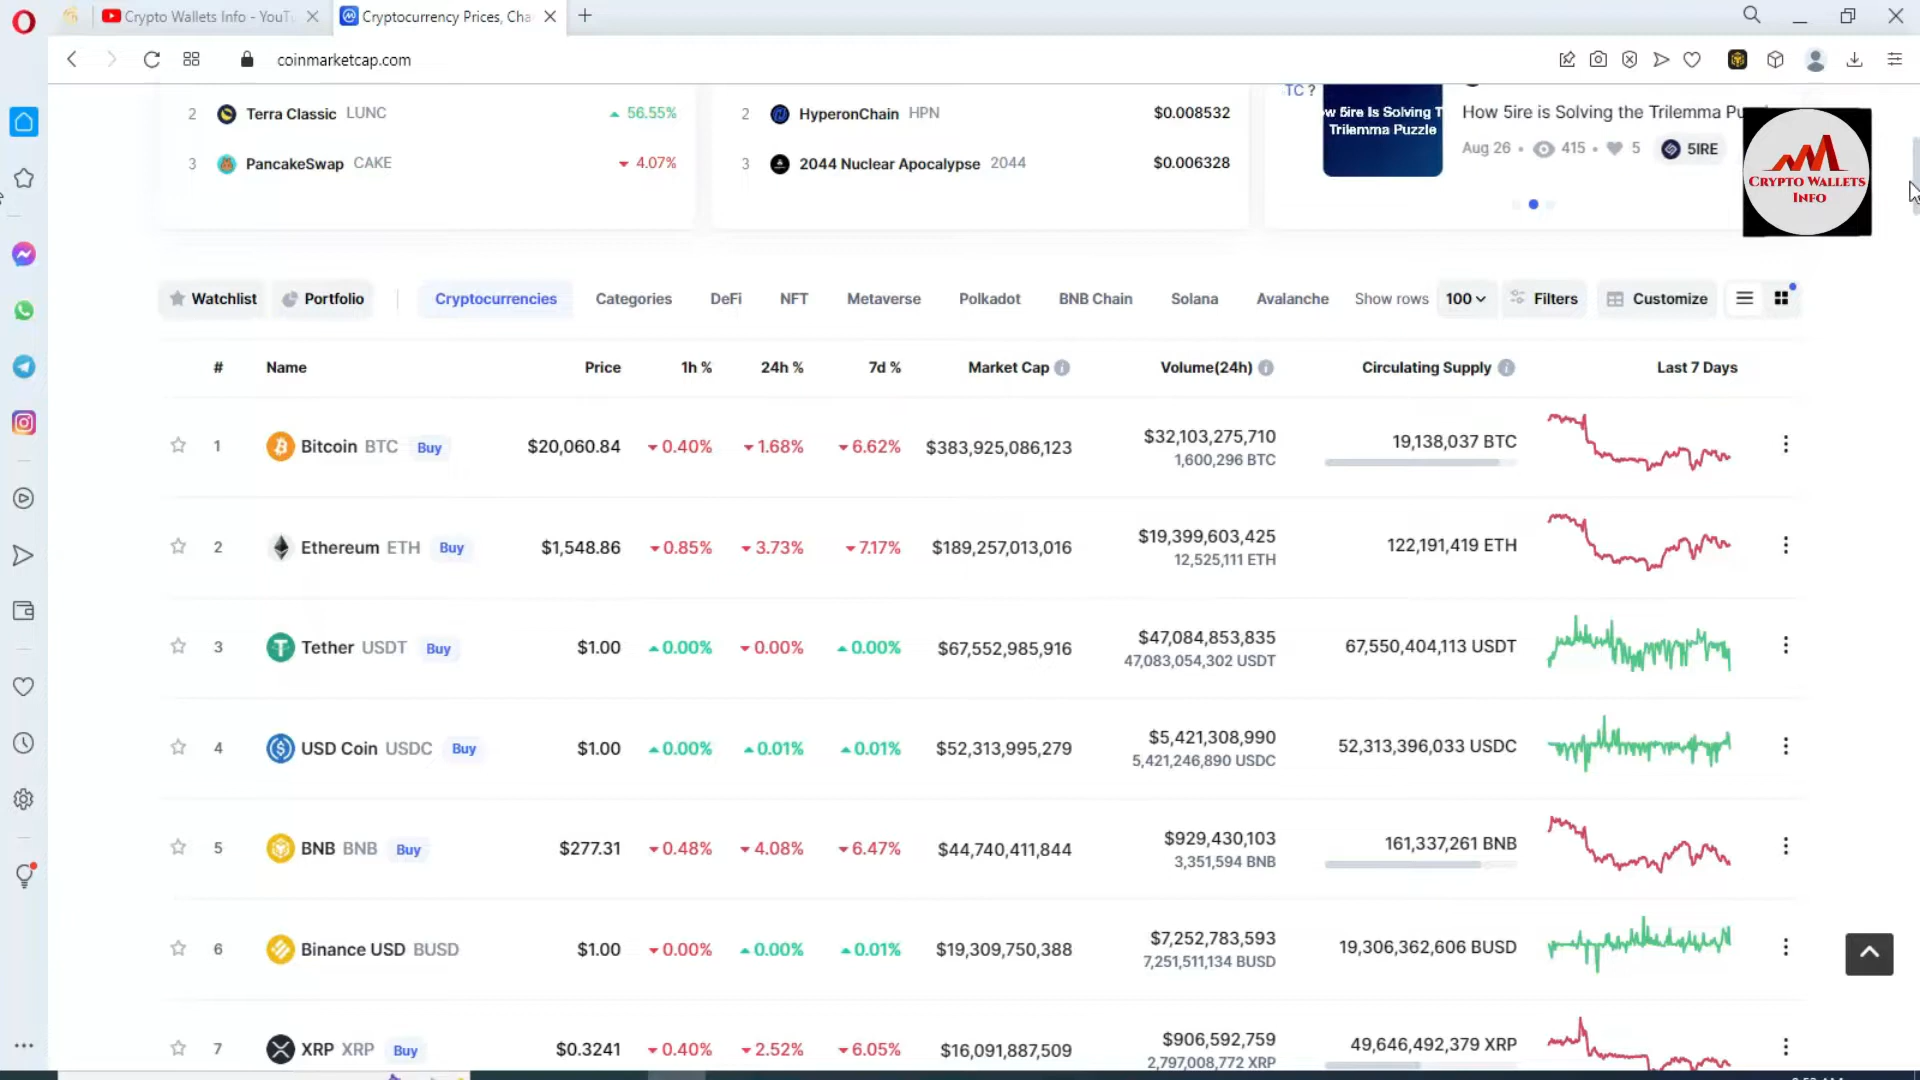 Crypto Wallets Info - YouT
Cryptocurrency Prices, Cha
coinmarketcap.com
2 Terra Classic LUNC 56.55%
3 PancakeSwap CAKE 4.07%
2 HyperonChain HPN $0.008532
3 2044 Nuclear Apocalypse 2044 $0.006328
TC ?
w 5ire Is Solving T
Trilemma Puzzle
How 5ire is Solving the Trilemma Pu
Aug 26 • 415 • 5 5IRE
CRYPTO WALLETS
INFO
Watchlist Portfolio Cryptocurrencies Categories DeFi NFT Metaverse Polkadot BNB Chain Solana Avalanche Show rows 100 Filters Customize
# Name Price 1h % 24h % 7d % Market Cap Volume(24h) Circulating Supply Last 7 Days
1 Bitcoin BTC Buy $20,060.84 0.40% 1.68% 6.62% $383,925,086,123 $32,103,275,710 19,138,037 BTC
1,600,296 BTC
2 Ethereum ETH Buy $1,548.86 0.85% 3.73% 7.17% $189,257,013,016 $19,399,603,425 122,191,419 ETH
12,525,111 ETH
3 Tether USDT Buy $1.00 0.00% 0.00% 0.00% $67,552,985,916 $47,084,853,835 67,550,404,113 USDT
47,083,054,302 USDT
4 USD Coin USDC Buy $1.00 0.00% 0.01% 0.01% $52,313,995,279 $5,421,308,990 52,313,396,033 USDC
5,421,246,890 USDC
5 BNB BNB Buy $277.31 0.48% 4.08% 6.47% $44,740,411,844 $929,430,103 161,337,261 BNB
3,351,594 BNB
6 Binance USD BUSD $1.00 0.00% 0.00% 0.01% $19,309,750,388 $7,252,783,593 19,306,362,606 BUSD
7,251,511,134 BUSD
7 XRP XRP Buy $0.3241 0.40% 2.52% 6.05% $16,091,887,509 $906,592,759 49,646,492,379 XRP
2,797,008,772 XRP